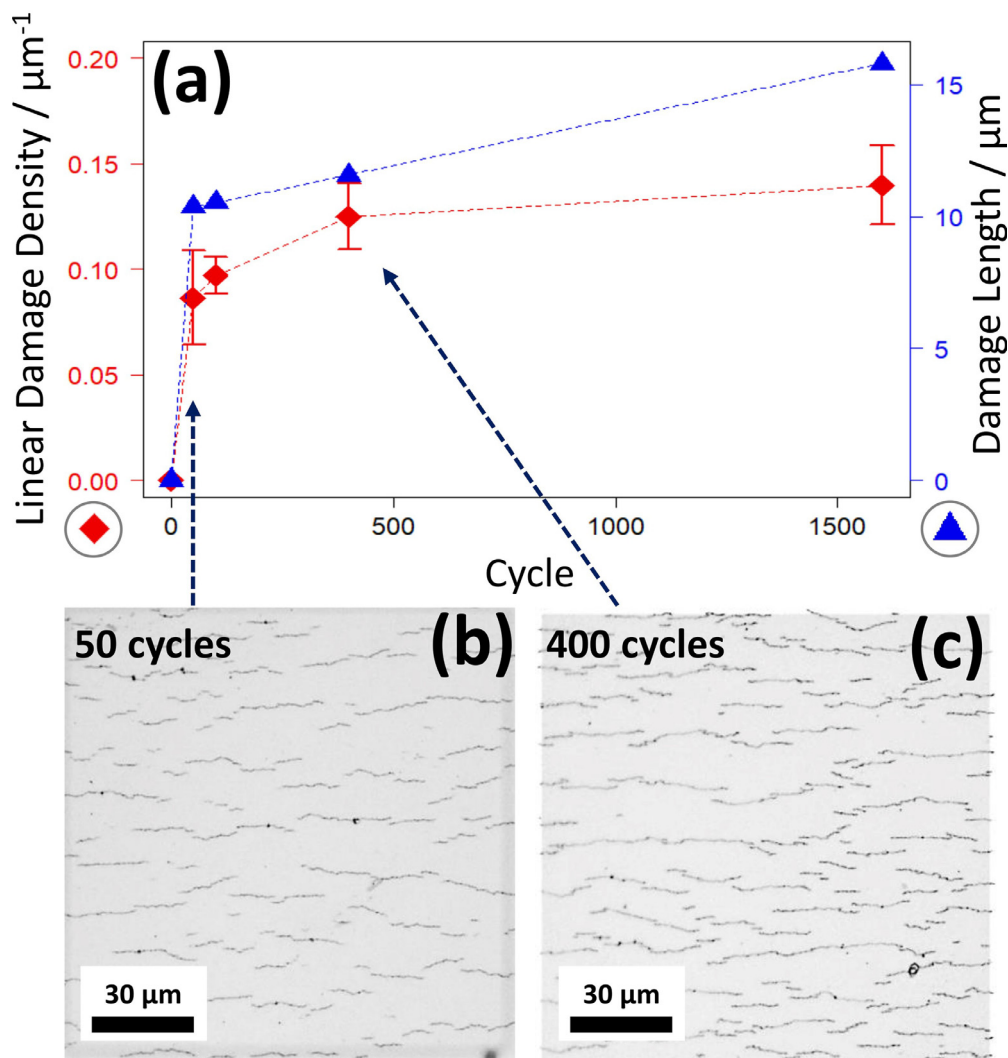 Linear Damage Density / µm⁻¹
(a)
0.20
0.15
0.10
0.05
0.00
15
10
5
0
Damage Length / µm
0
500
1000
1500
Cycle
50 cycles
(b)
30 µm
400 cycles
(c)
30 µm